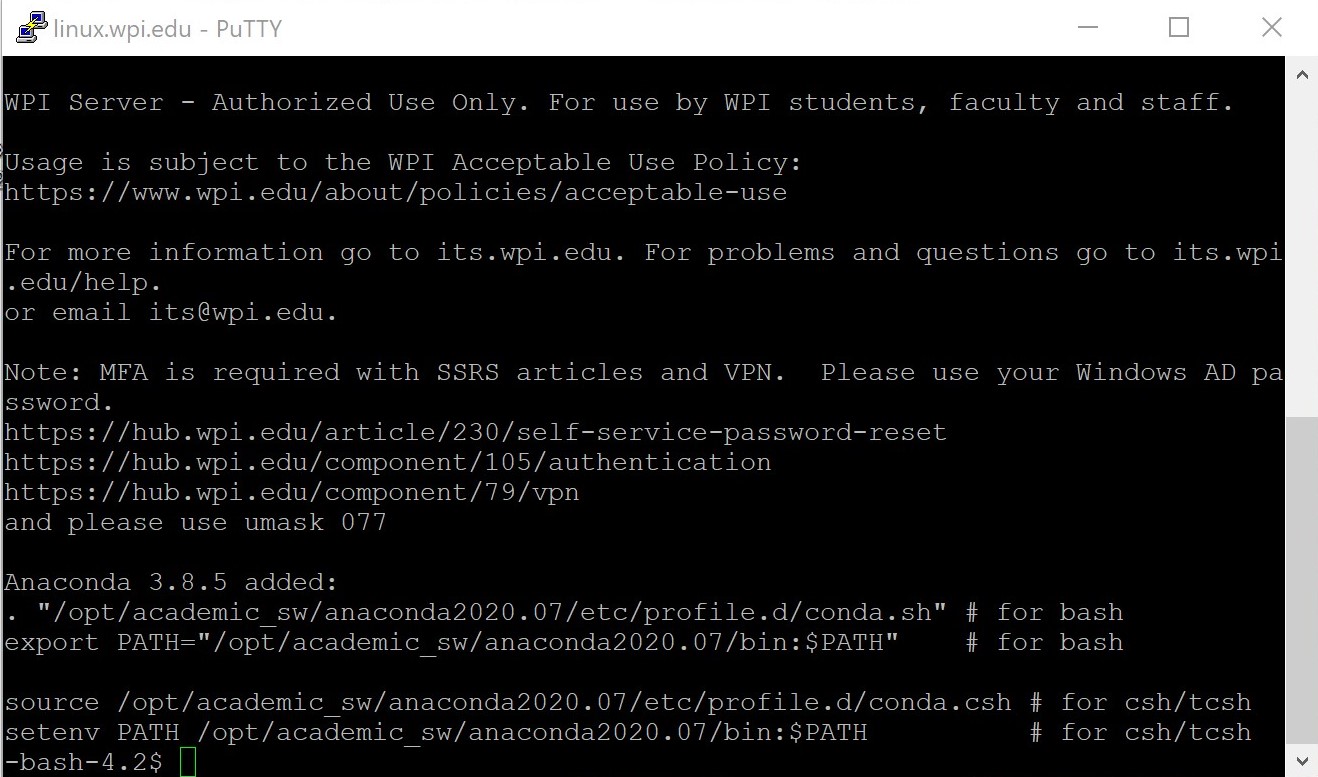 linux.wpi.edu - PuTTY
WPI Server - Authorized Use Only. For use by WPI students, faculty and staff.
Usage is subject to the WPI Acceptable Use Policy:
https://www.wpi.edu/about/policies/acceptable-use
For more information go to its.wpi.edu. For problems and questions go to its.wpi
.edu/help.
or email its@wpi.edu.
Note: MFA is required with SSRS articles and VPN.  Please use your Windows AD pa
ssword.
https://hub.wpi.edu/article/230/self-service-password-reset
https://hub.wpi.edu/component/105/authentication
https://hub.wpi.edu/component/79/vpn
and please use umask 077
Anaconda 3.8.5 added:
. "/opt/academic_sw/anaconda2020.07/etc/profile.d/conda.sh" # for bash
export PATH="/opt/academic_sw/anaconda2020.07/bin:$PATH"    # for bash
source /opt/academic_sw/anaconda2020.07/etc/profile.d/conda.csh # for csh/tcsh
setenv PATH /opt/academic_sw/anaconda2020.07/bin:$PATH          # for csh/tcsh
-bash-4.2$